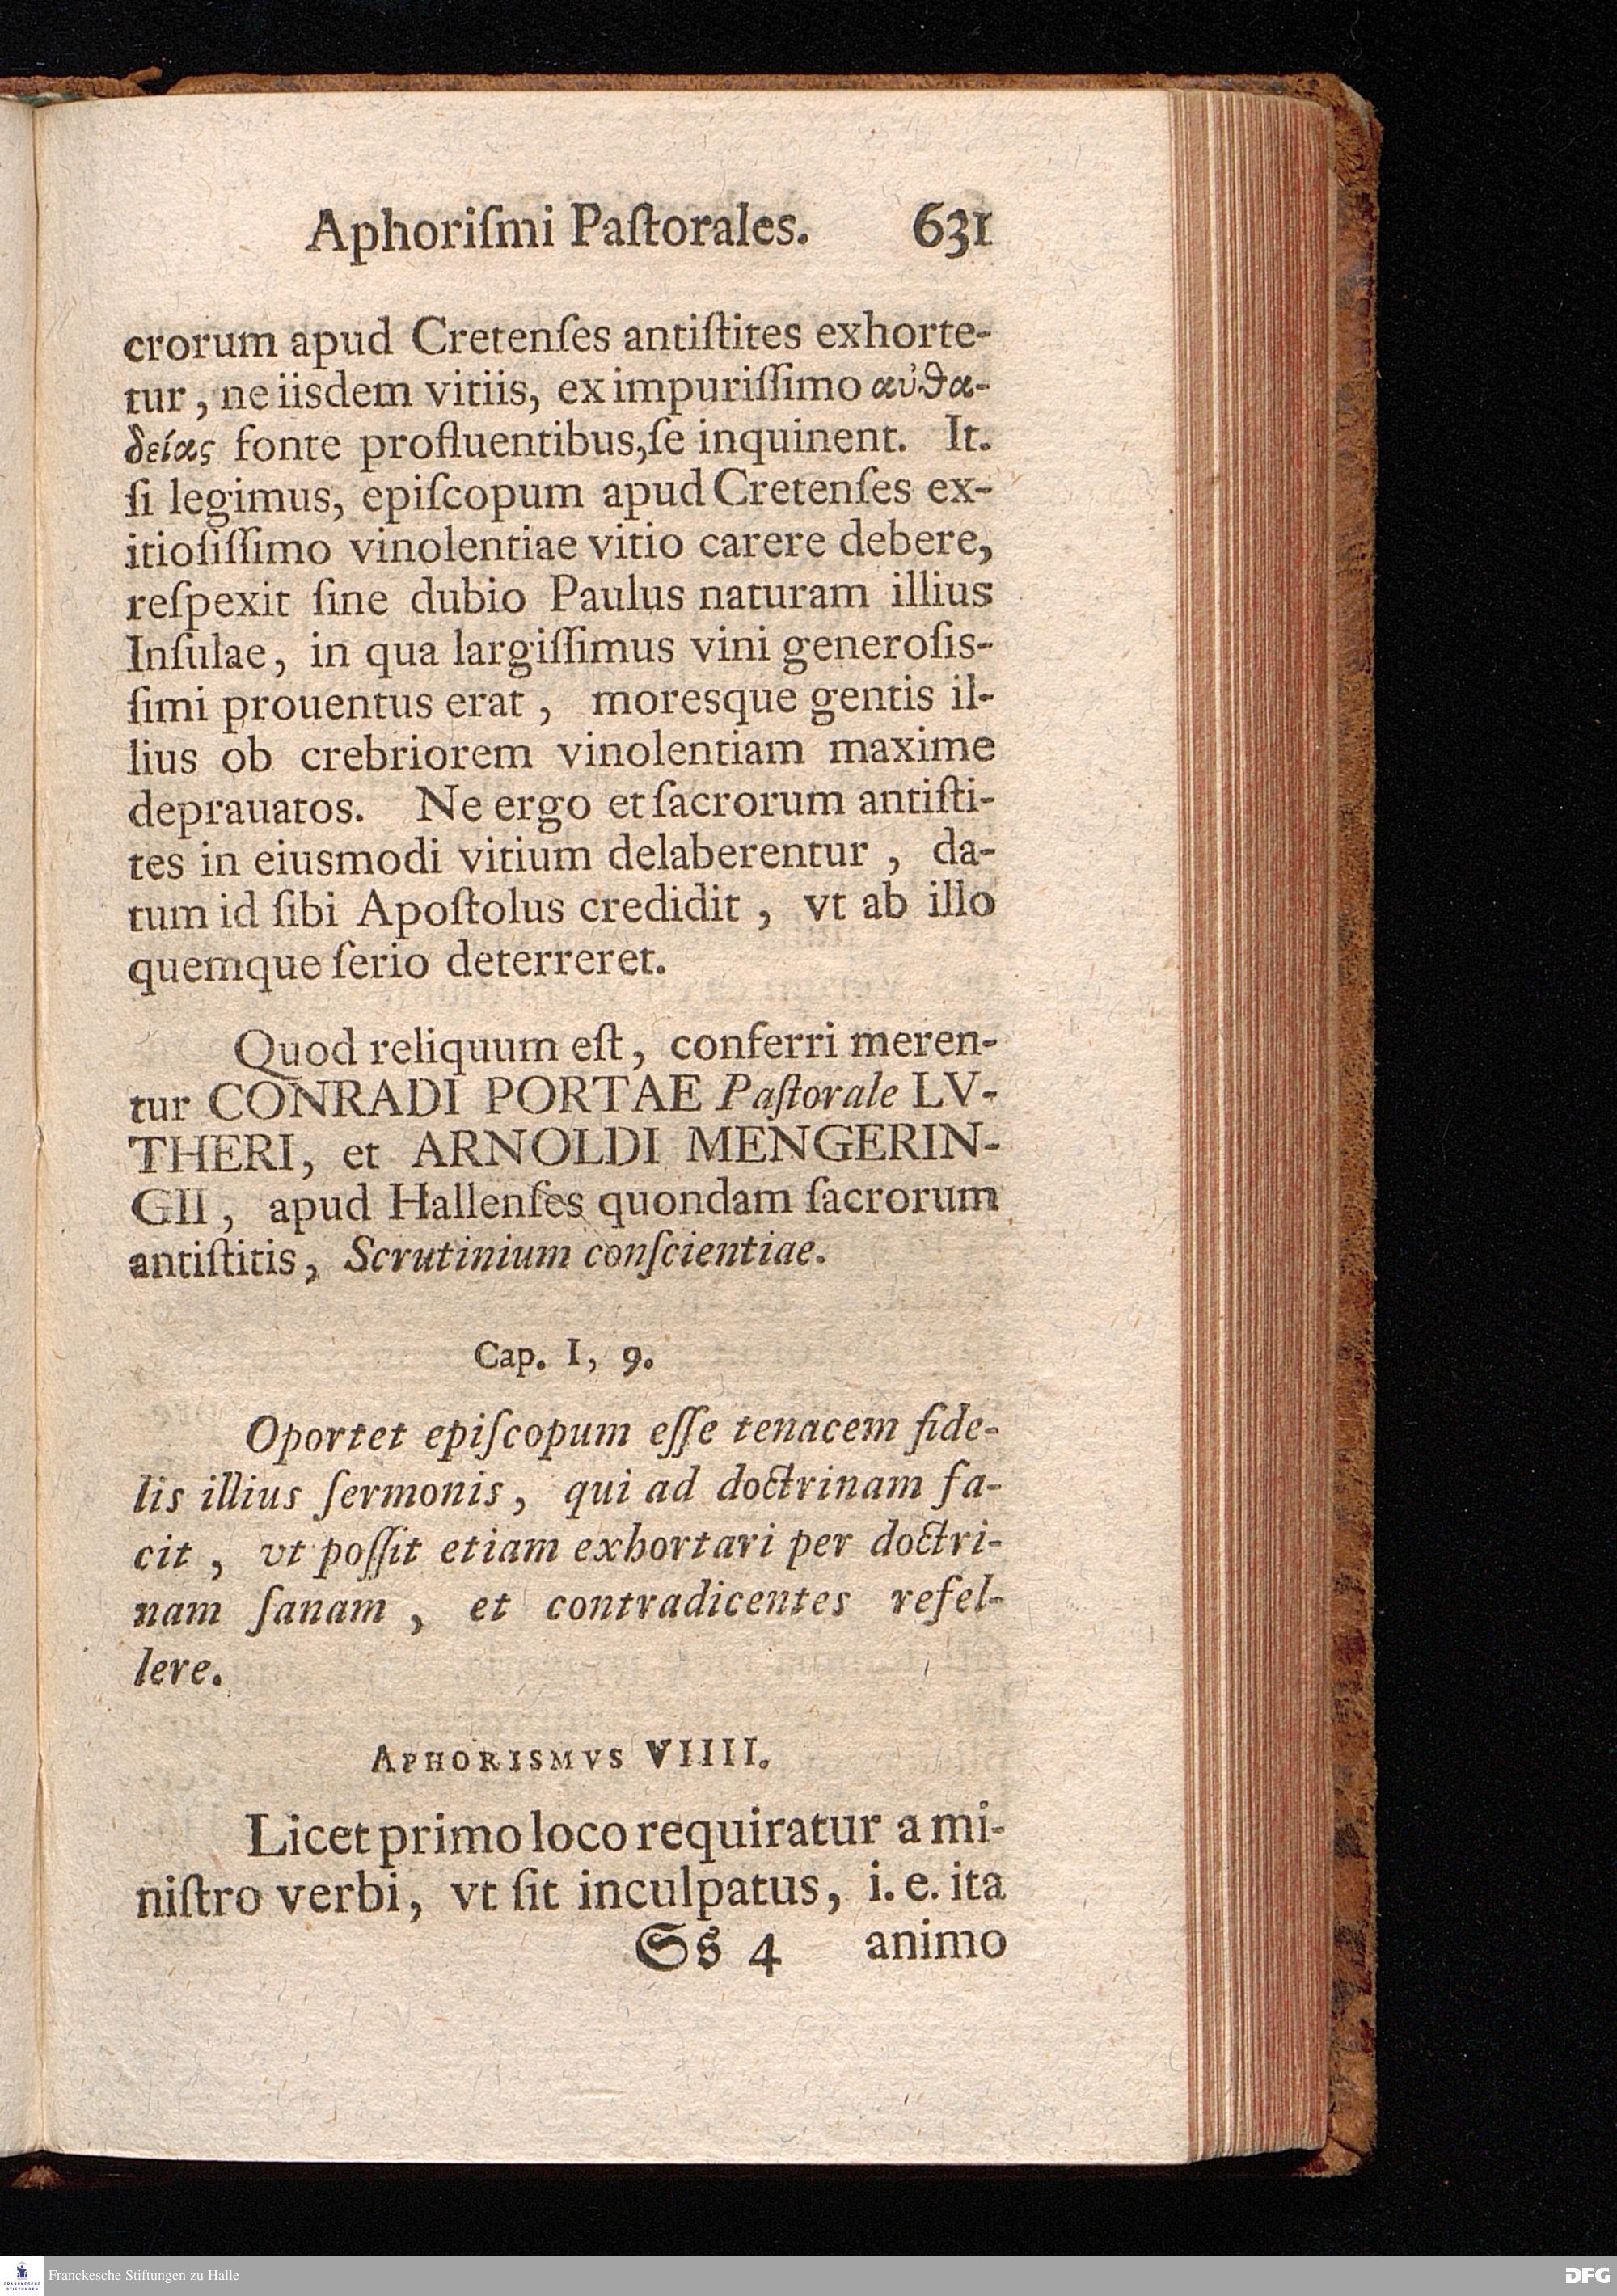 Aphoriſmi Paſtorales. 631
crorum apud Cretenſes antiſtites exhorte-
tur, ne iisdem vitiis, ex impuriſſimo αὐϑα-
δείας fonte profluentibus, ſe inquinent. It.
ſi legimus, epiſcopum apud Cretenſes ex-
itioſiſſimo vinolentiae vitio carere debere,
reſpexit ſine dubio Paulus naturam illius
Inſulae, in qua largiſſimus vini generoſis-
ſimi prouentus erat, moresque gentis il-
lius ob crebriorem vinolentiam maxime
deprauatos. Ne ergo et ſacrorum antiſti-
tes in eiusmodi vitium delaberentur, da-
tum id ſibi Apoſtolus credidit, vt ab illo
quemque ſerio deterreret.
Quod reliquum eſt, conferri meren-
tur CONRADI PORTAE Paſtorale LV-
THERI, et ARNOLDI MENGERIN-
GII, apud Hallenſes quondam ſacrorum
antiſtitis, Scrutinium conſcientiae.
Cap. I, 9.
Oportet epiſcopum eſſe tenacem fide-
lis illius ſermonis, qui ad doctrinam fa-
cit, vt poſſit etiam exhortari per doctri-
nam ſanam, et contradicentes refel-
lere.
APHORISMVS VIIII.
Licet primo loco requiratur a mi-
niſtro verbi, vt ſit inculpatus, i. e. ita
Ss 4 animo
FRANCKESCHE STIFTUNGEN
Franckesche Stiftungen zu Halle
DFG